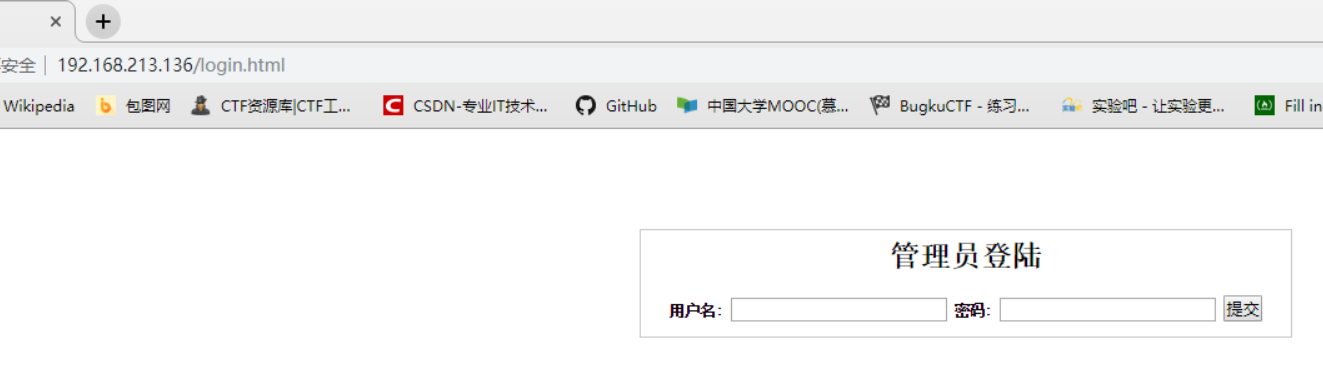 安全 | 192.168.213.136/login.html
Wikipedia 包图网 CTF资源库|CTF工... CSDN-专业IT技术... GitHub 中国大学MOOC(慕... BugkuCTF - 练习... 实验吧 - 让实验更... Fill in
管理员登陆
用户名: 密码: 提交